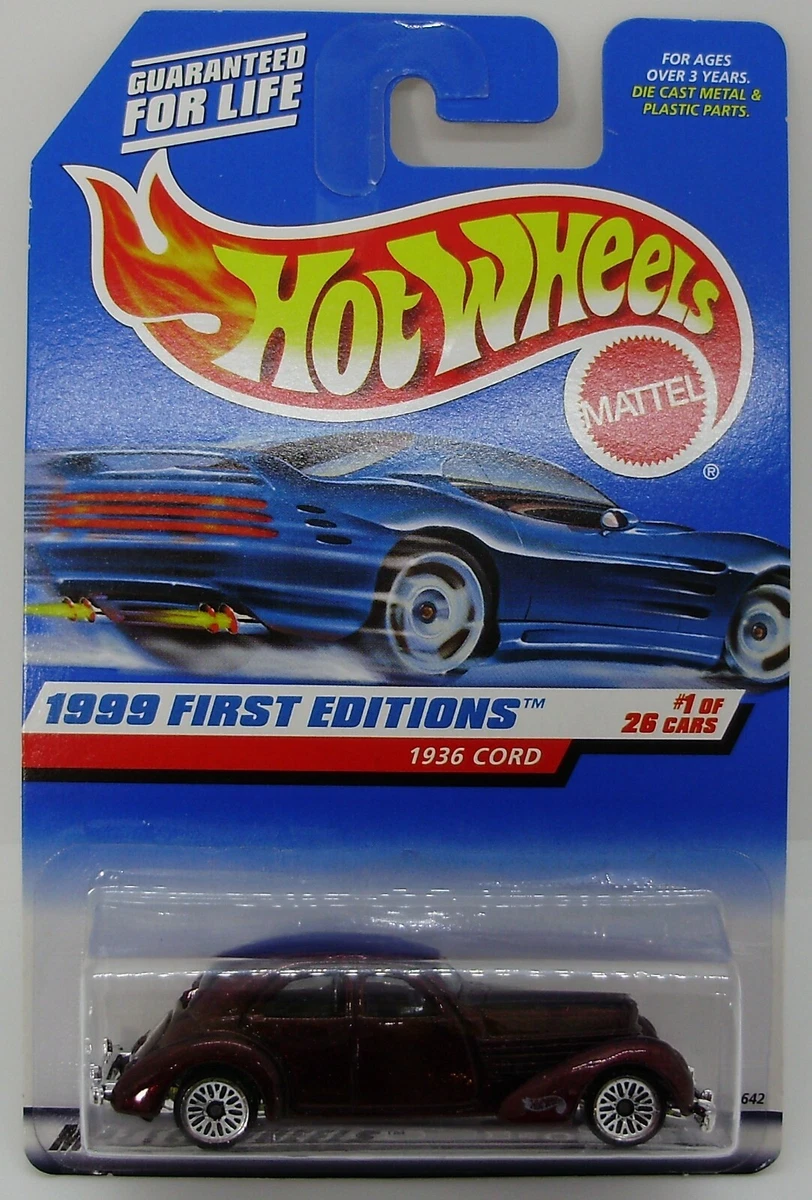 GUARANTEED
FOR LIFE
FOR AGES
OVER 3 YEARS.
DIE CAST METAL &
PLASTIC PARTS.
HOT WHEELS
MATTEL
®
1999 FIRST EDITIONS™
#1 OF
26 CARS
1936 CORD
642